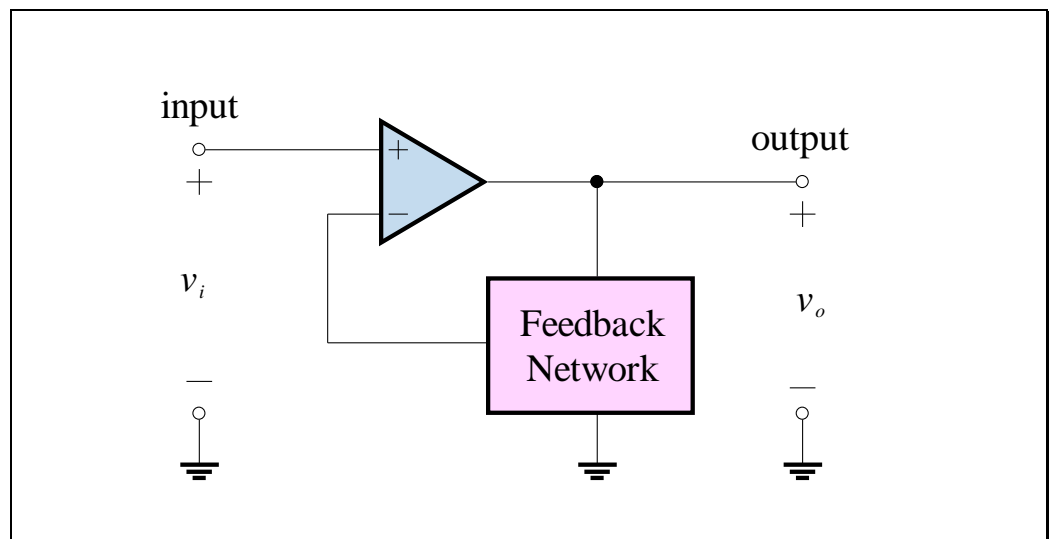 input
output
+
−
+
−
+
−
v_i
v_o
Feedback
Network